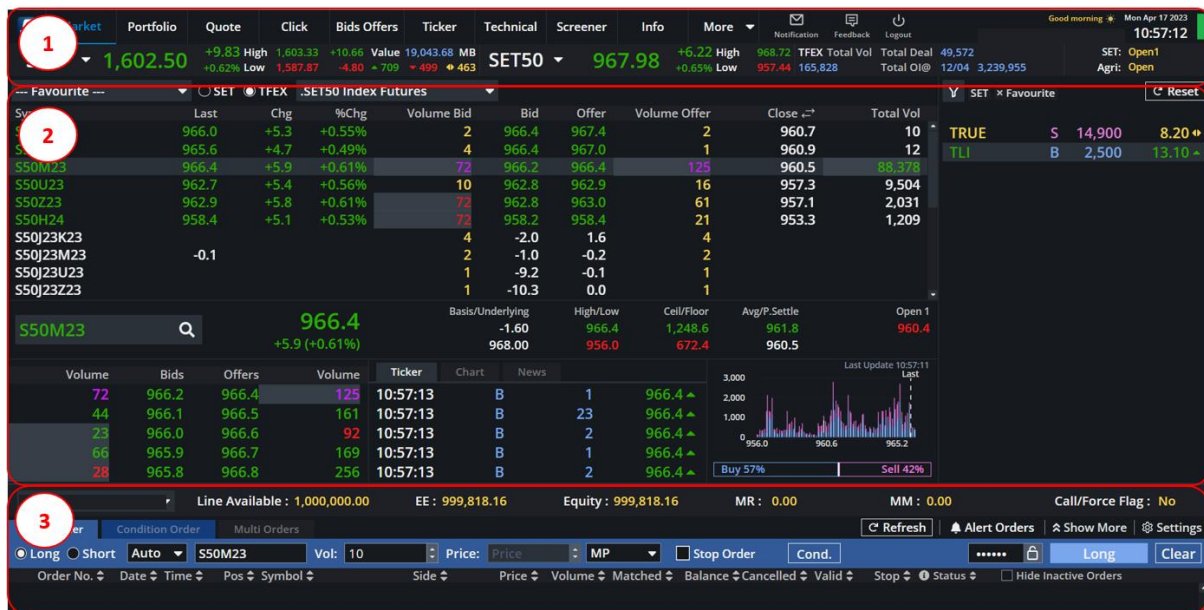 Market Portfolio Quote Click Bids Offers Ticker Technical Screener Info More Notification Feedback Logout Good morning Mon Apr 17 2023
10:57:12
1
1,602.50 +9.83 High 1,603.33 +10.66 Value 19,043.68 MB SET50 967.98 +6.22 High 968.72 TFEX Total Vol Total Deal 49,572 SET: Open1
+0.62% Low 1,587.87 -4.80 709 499 463 +0.65% Low 957.44 165,828 Total OI@ 12/04 3,239,955 Agri: Open
--- Favourite --- SET TFEX .SET50 Index Futures SET × Favourite Reset
2
Last Chg %Chg Volume Bid Bid Offer Volume Offer Close Total Vol
966.0 +5.3 +0.55% 2 966.4 967.4 2 960.7 10 TRUE S 14,900 8.20
965.6 +4.7 +0.49% 4 966.4 967.0 1 960.9 12 TLI B 2,500 13.10
S50M23 966.4 +5.9 +0.61% 72 966.2 966.4 125 960.5 88,378
S50U23 962.7 +5.4 +0.56% 10 962.8 962.9 16 957.3 9,504
S50Z23 962.9 +5.8 +0.61% 72 962.8 963.0 61 957.1 2,031
S50H24 958.4 +5.1 +0.53% 72 958.2 958.4 21 953.3 1,209
S50J23K23 4 -2.0 1.6 4
S50J23M23 -0.1 2 -1.0 -0.2 2
S50J23U23 1 -9.2 -0.1 1
S50J23Z23 1 -10.3 0.0 1
S50M23 966.4 +5.9 (+0.61%)
Basis/Underlying High/Low Ceil/Floor Avg/P.Settle Open 1
-1.60 966.4 1,248.6 961.8 960.4
968.00 956.0 672.4 960.5
Volume Bids Offers Volume Ticker Chart News Last Update 10:57:11
72 966.2 966.4 125 10:57:13 B 1 966.4
44 966.1 966.5 161 10:57:13 B 23 966.4
23 966.0 966.6 92 10:57:13 B 2 966.4
66 965.9 966.7 169 10:57:13 B 1 966.4
28 965.8 966.8 256 10:57:13 B 2 966.4
Last
3,000
2,000
1,000
0
956.0 960.6 965.2
Buy 57% Sell 42%
Line Available : 1,000,000.00 EE : 999,818.16 Equity : 999,818.16 MR : 0.00 MM : 0.00 Call/Force Flag : No
3
Condition Order Multi Orders Refresh Alert Orders Show More Settings
Long Short Auto S50M23 Vol: 10 Price: Price MP Stop Order Cond. •••••• Long Clear
Order No. Date Time Pos Symbol Side Price Volume Matched Balance Cancelled Valid Stop Status Hide Inactive Orders